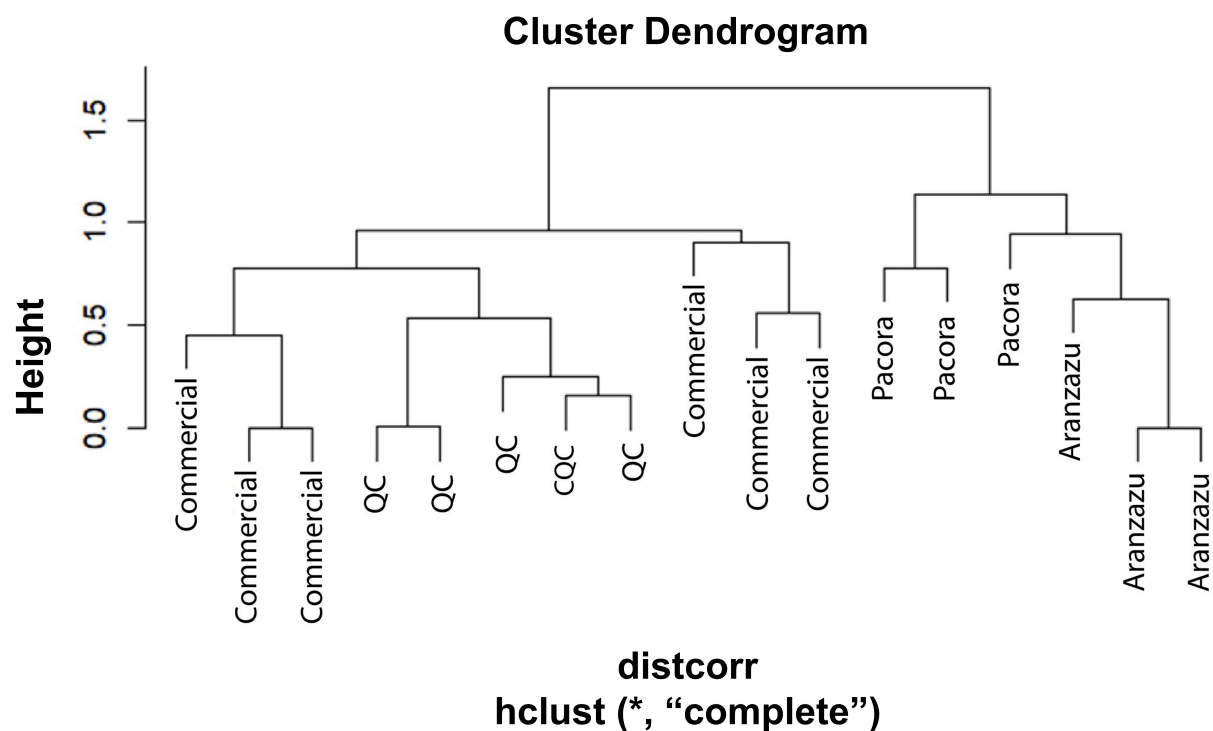 Cluster Dendrogram
Height
1.5
1.0
0.5
0.0
Commercial
Commercial
Commercial
QC
QC
QC
CQC
QC
Commercial
Commercial
Commercial
Pacora
Pacora
Pacora
Aranzazu
Aranzazu
Aranzazu
distcorr
hclust (*, “complete”)